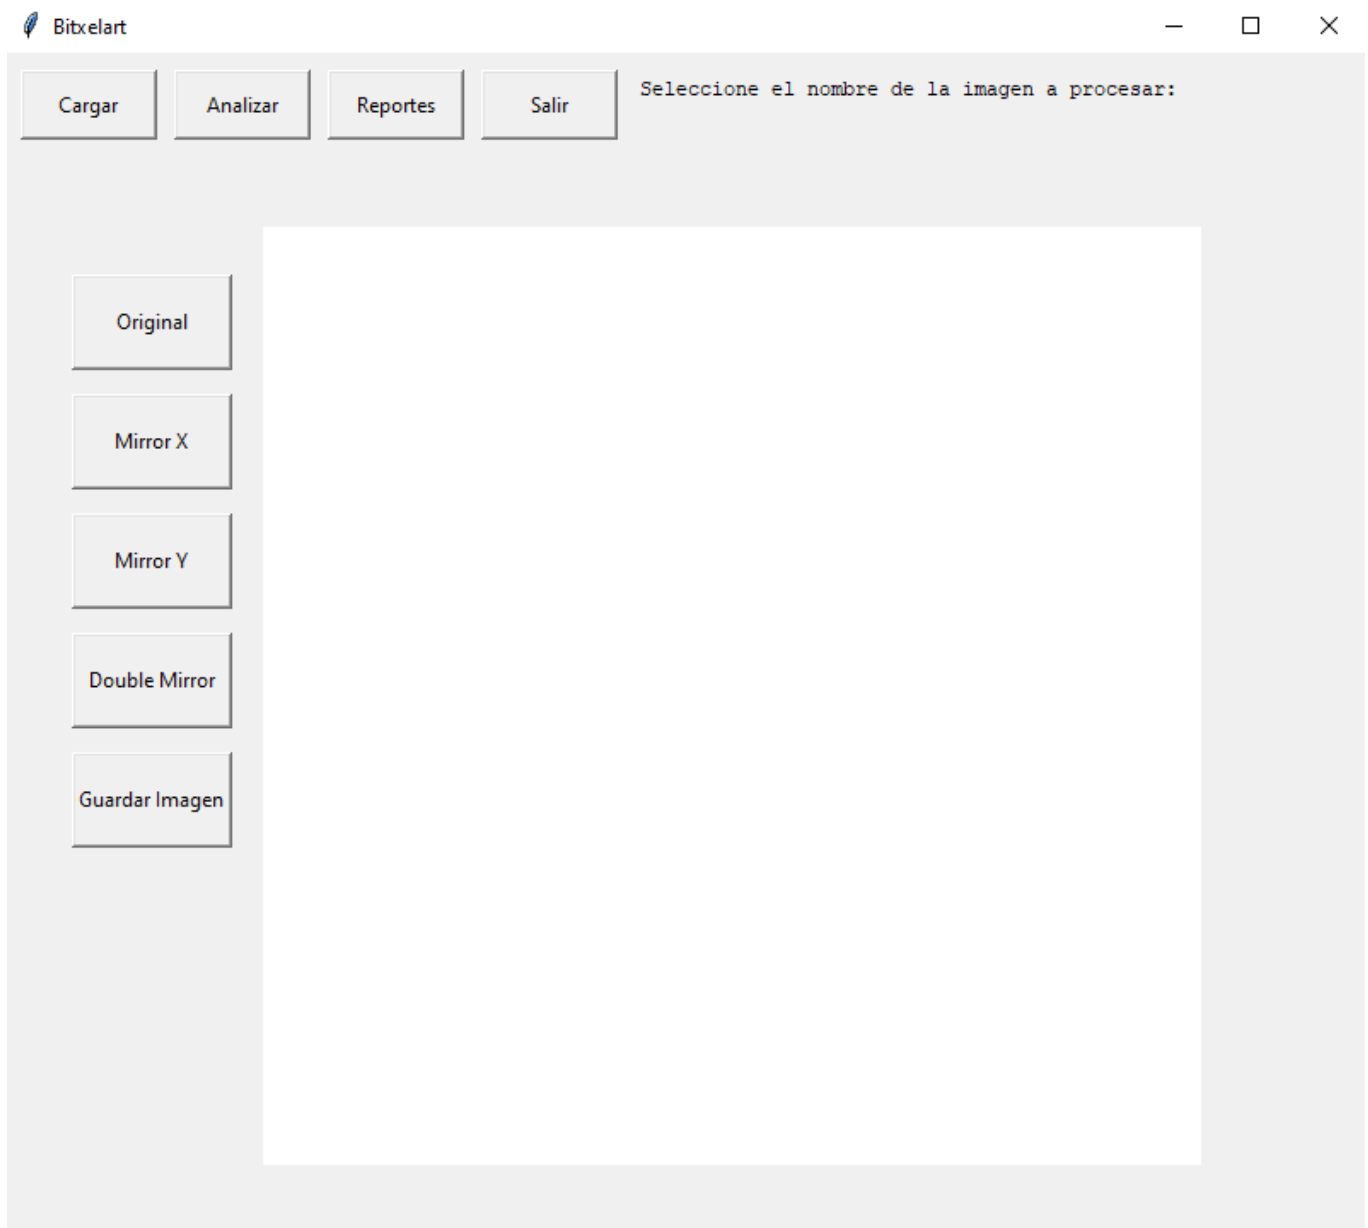 Bitxelart
Cargar Analizar Reportes Salir Seleccione el nombre de la imagen a procesar:
Original
Mirror X
Mirror Y
Double Mirror
Guardar Imagen